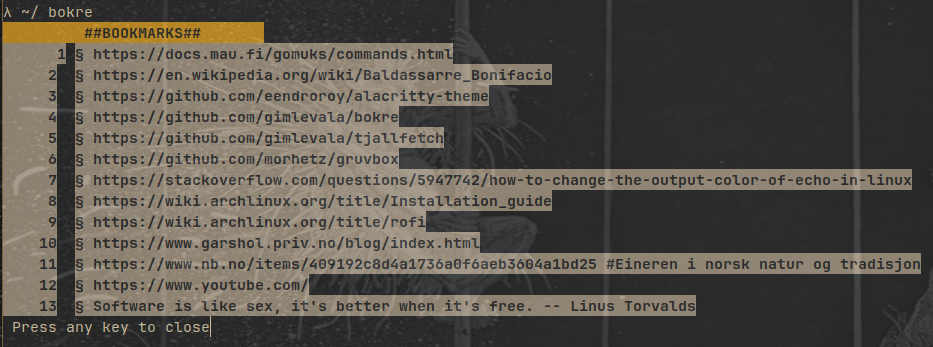 λ ~/ bokre
##BOOKMARKS##
1 § https://docs.mau.fi/gomuks/commands.html
2 § https://en.wikipedia.org/wiki/Baldassarre_Bonifacio
3 § https://github.com/eendroroy/alacritty-theme
4 § https://github.com/gimlevala/bokre
5 § https://github.com/gimlevala/tjallfetch
6 § https://github.com/morhetz/gruvbox
7 § https://stackoverflow.com/questions/5947742/how-to-change-the-output-color-of-echo-in-linux
8 § https://wiki.archlinux.org/title/Installation_guide
9 § https://wiki.archlinux.org/title/rofi
10 § https://www.garshol.priv.no/blog/index.html
11 § https://www.nb.no/items/409192c8d4a1736a0f6aeb3604a1bd25 #Eineren i norsk natur og tradisjon
12 § https://www.youtube.com/
13 § Software is like sex, it's better when it's free. -- Linus Torvalds
Press any key to close